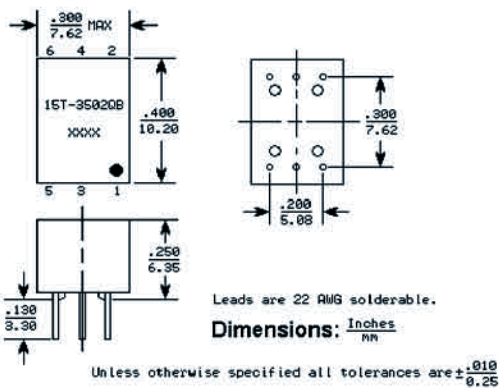 .300
7.62 MAX
6 4 2
15T-3502QB
XXXX
.400
10.20
5 3 1
.300
7.62
.200
5.08
.250
6.35
.130
3.30
Leads are 22 AWG solderable.
Dimensions: Inches
MM
Unless otherwise specified all tolerances are ± .010
0.25